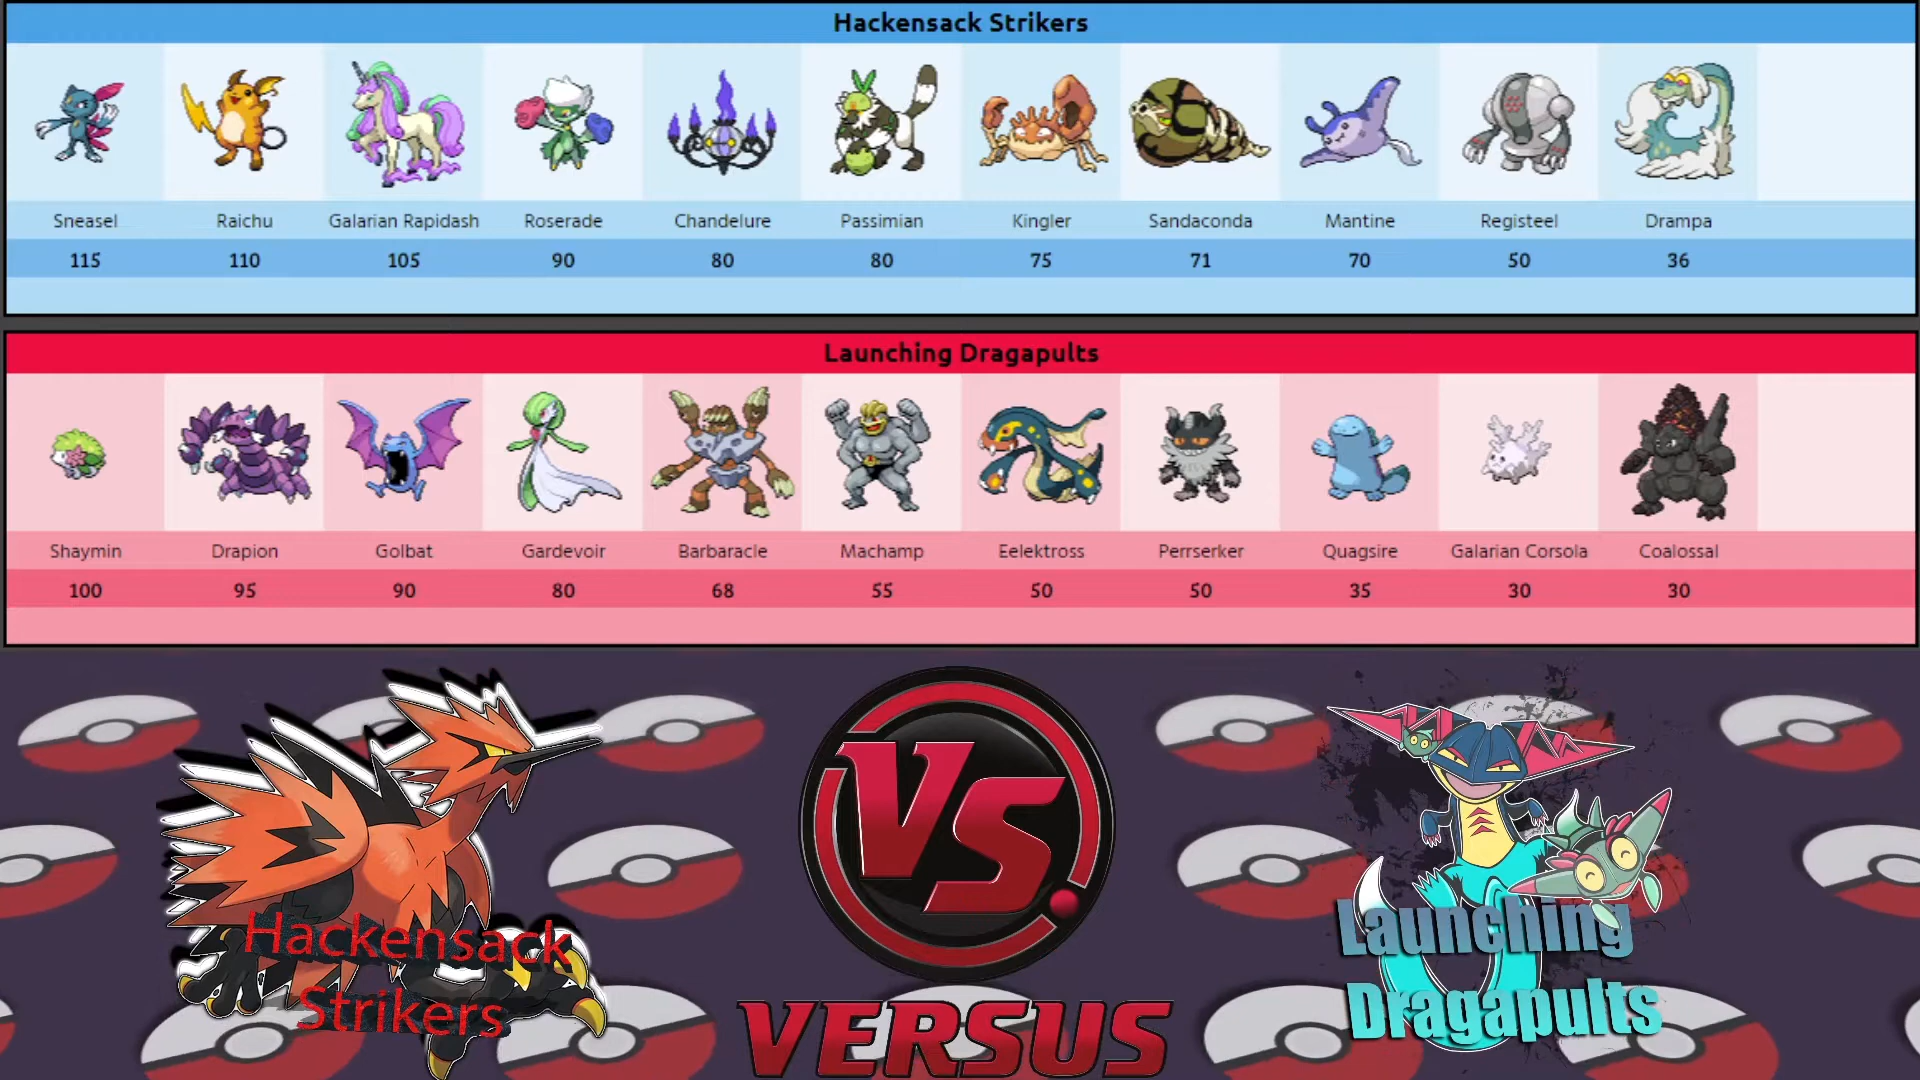 Hackensack Strikers
Sneasel Raichu Galarian Rapidash Roserade Chandelure Passimian Kingler Sandaconda Mantine Registeel Drampa
115 110 105 90 80 80 75 71 70 50 36
Launching Dragapults
Shaymin Drapion Golbat Gardevoir Barbaracle Machamp Eelektross Perrserker Quagsire Galarian Corsola Coalossal
100 95 90 80 68 55 50 50 35 30 30
VS.
Hackensack
Strikers
Launching
Dragapults
VERSUS